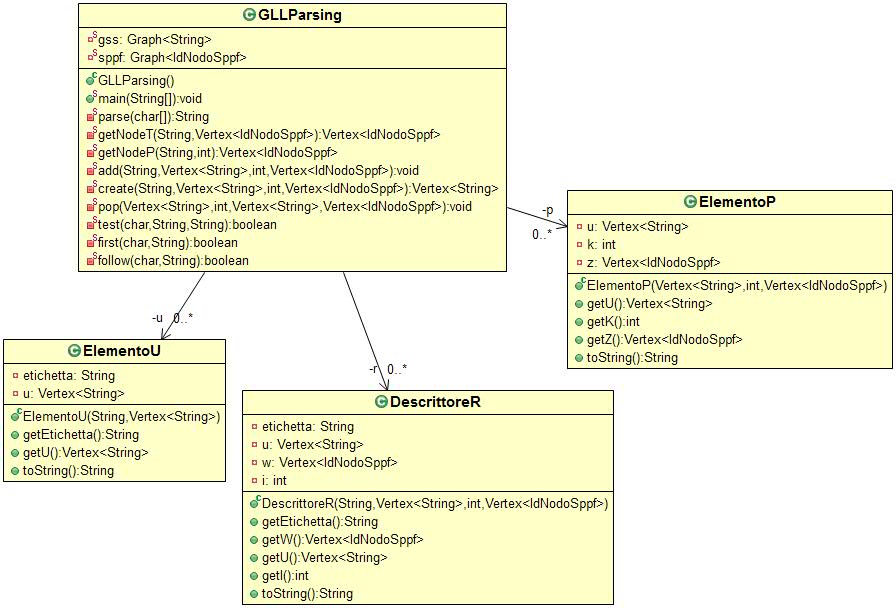 GLLParsing
gss: Graph<String>
sppf: Graph<IdNodoSppf>
GLLParsing()
main(String[]):void
parse(char[]):String
getNodeT(String,Vertex<IdNodoSppf>):Vertex<IdNodoSppf>
getNodeP(String,int):Vertex<IdNodoSppf>
add(String,Vertex<String>,int,Vertex<IdNodoSppf>):void
create(String,Vertex<String>,int,Vertex<IdNodoSppf>):Vertex<String>
pop(Vertex<String>,int,Vertex<String>,Vertex<IdNodoSppf>):void
test(char,String,String):boolean
first(char,String):boolean
follow(char,String):boolean
-p
0..*
ElementoP
u: Vertex<String>
k: int
z: Vertex<IdNodoSppf>
ElementoP(Vertex<String>,int,Vertex<IdNodoSppf>)
getU():Vertex<String>
getK():int
getZ():Vertex<IdNodoSppf>
toString():String
-u 0..*
ElementoU
etichetta: String
u: Vertex<String>
ElementoU(String,Vertex<String>)
getEtichetta():String
getU():Vertex<String>
toString():String
-r 0..*
DescrittoreR
etichetta: String
u: Vertex<String>
w: Vertex<IdNodoSppf>
i: int
DescrittoreR(String,Vertex<String>,int,Vertex<IdNodoSppf>)
getEtichetta():String
getW():Vertex<IdNodoSppf>
getU():Vertex<String>
getI():int
toString():String